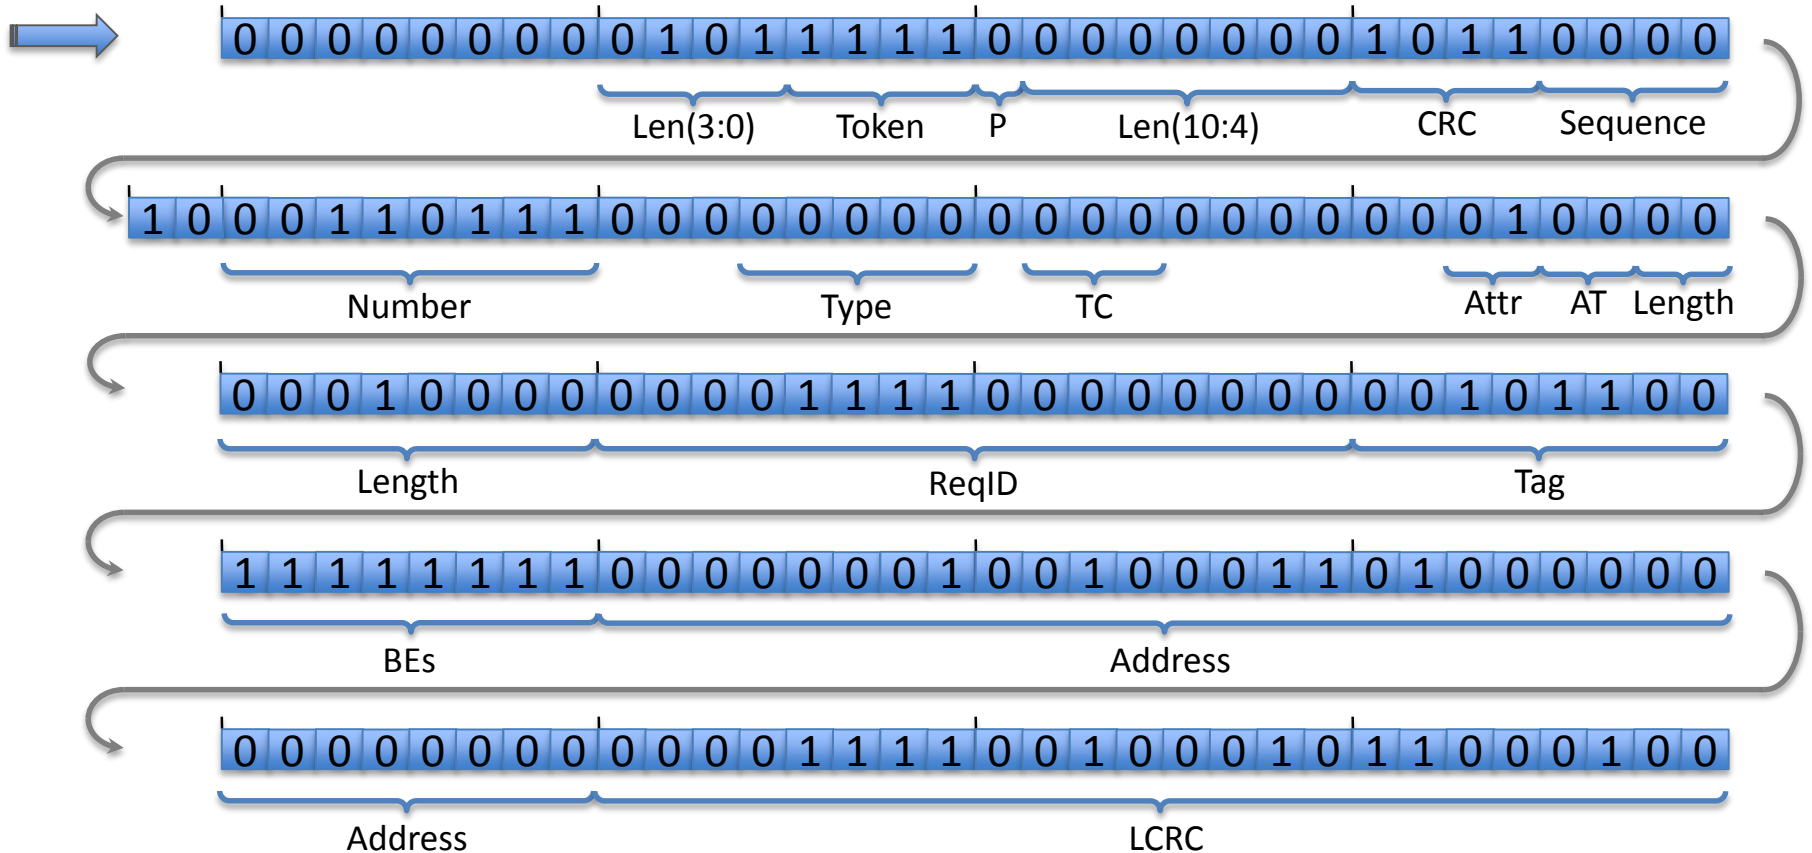 0 0 0 0 0 0 0 0 0 1 0 1 1 1 1 1 0 0 0 0 0 0 0 0 1 0 1 1 0 0 0 0
Len(3:0) Token P Len(10:4) CRC Sequence
1 0 0 0 1 1 0 1 1 1 0 0 0 0 0 0 0 0 0 0 0 0 0 0 0 0 0 0 0 1 0 0 0 0
Number Type TC Attr AT Length
0 0 0 1 0 0 0 0 0 0 0 0 1 1 1 1 0 0 0 0 0 0 0 0 0 0 1 0 1 1 0 0
Length ReqID Tag
1 1 1 1 1 1 1 1 0 0 0 0 0 0 0 1 0 0 1 0 0 0 1 1 0 1 0 0 0 0 0 0
BEs Address
0 0 0 0 0 0 0 0 0 0 0 0 1 1 1 1 0 0 1 0 0 0 1 0 1 1 0 0 0 1 0 0
Address LCRC